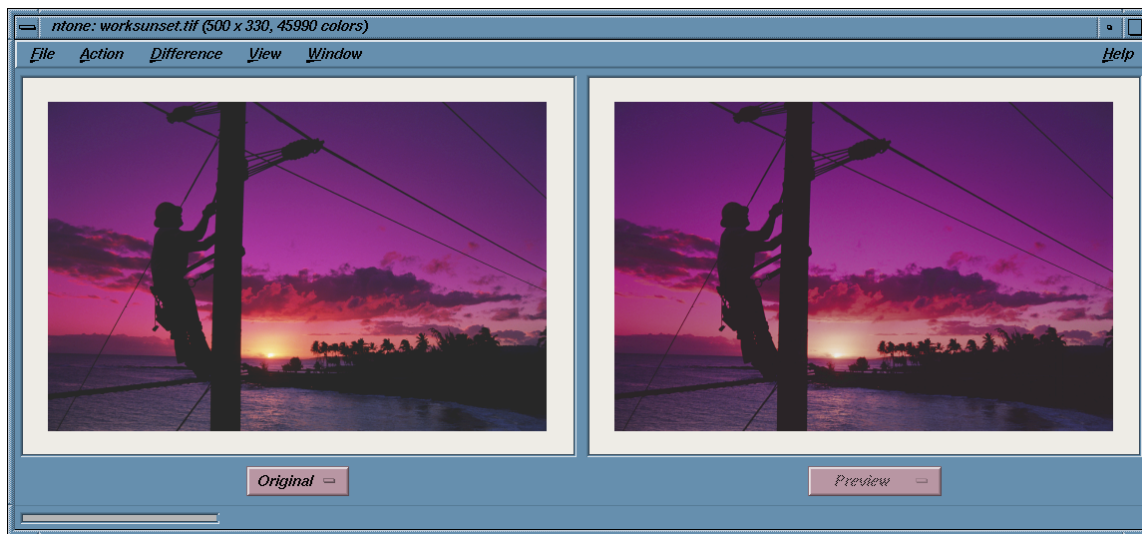 ntone: worksunset.tif (500 x 330, 45990 colors)
File Action Difference View Window Help
Original Preview